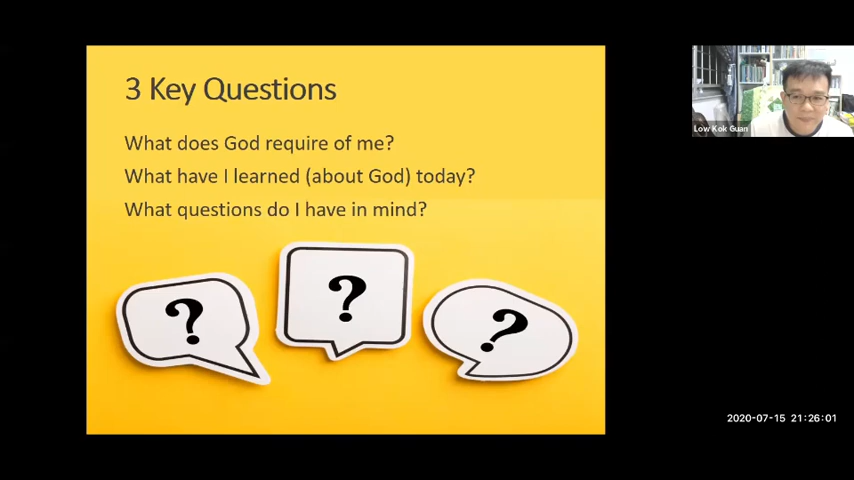 3 Key Questions
What does God require of me?
What have I learned (about God) today?
What questions do I have in mind?
? ? ?
Low Kok Guan
2020-07-15 21:26:01